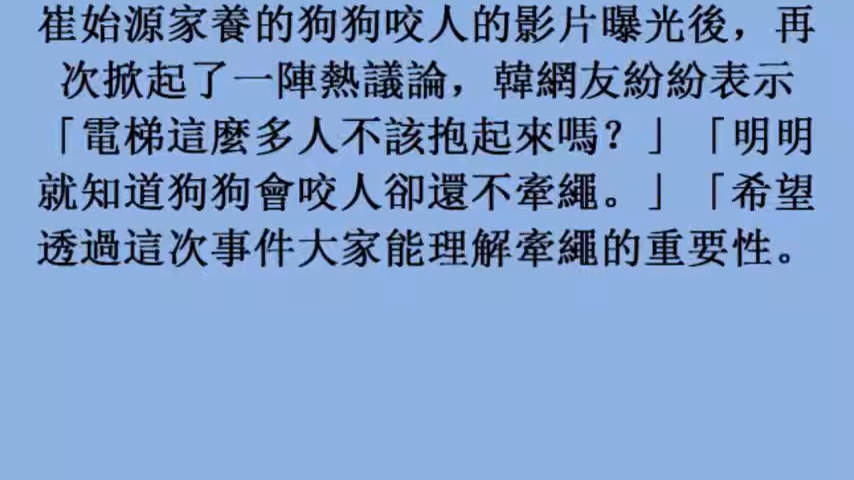 崔始源家養的狗狗咬人的影片曝光後，再
次掀起了一陣熱議論，韓網友紛紛表示
「電梯這麼多人不該抱起來嗎？」「明明
就知道狗狗會咬人卻還不牽繩。」「希望
透過這次事件大家能理解牽繩的重要性。